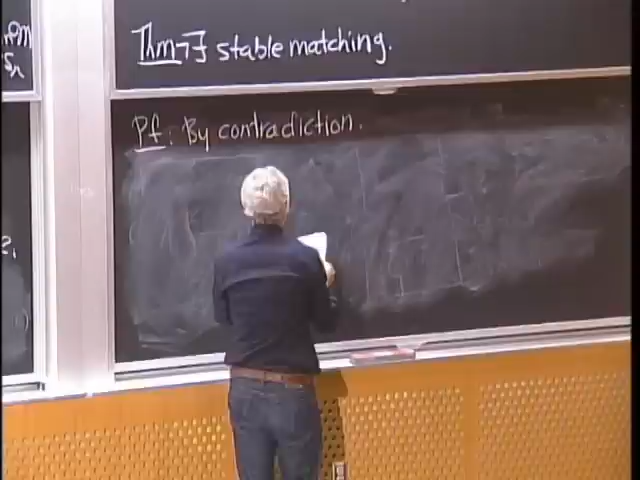 Thm ¬∃ stable matching.
Pf: By contradiction.